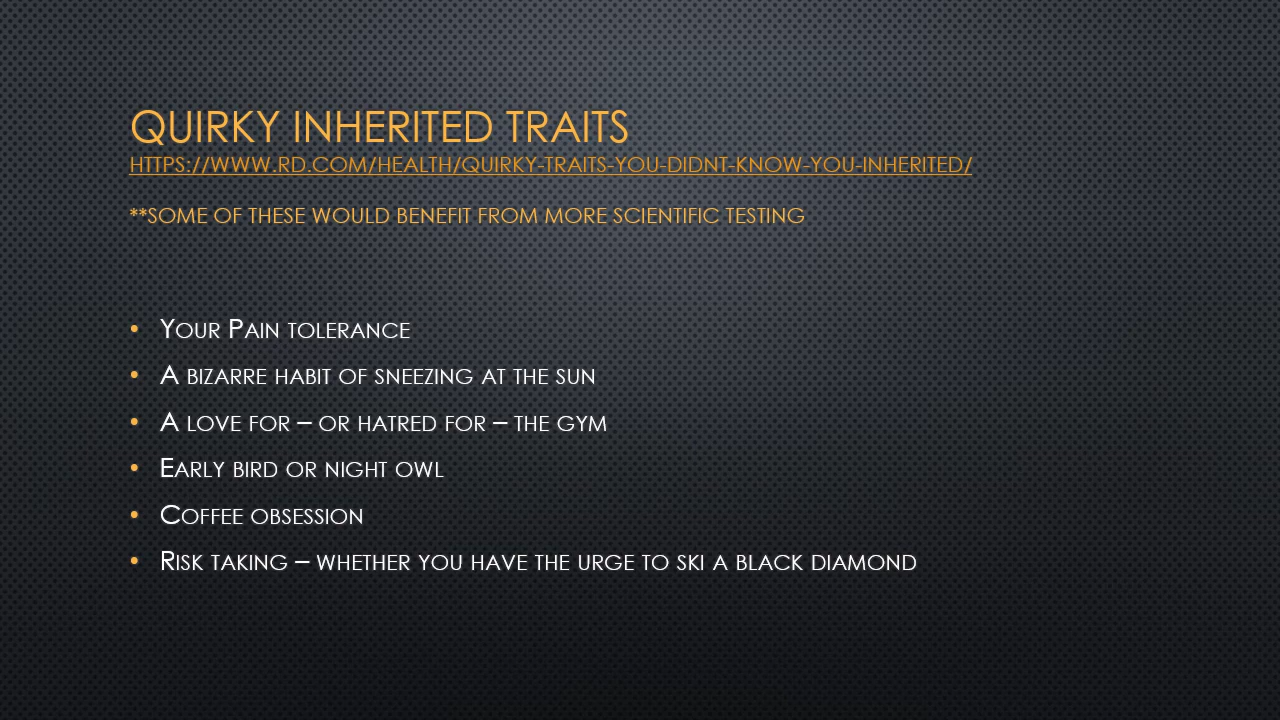 QUIRKY INHERITED TRAITS
HTTPS://WWW.RD.COM/HEALTH/QUIRKY-TRAITS-YOU-DIDNT-KNOW-YOU-INHERITED/
**SOME OF THESE WOULD BENEFIT FROM MORE SCIENTIFIC TESTING
• Your Pain tolerance
• A bizarre habit of sneezing at the sun
• A love for – or hatred for – the gym
• Early bird or night owl
• Coffee obsession
• Risk taking – whether you have the urge to ski a black diamond